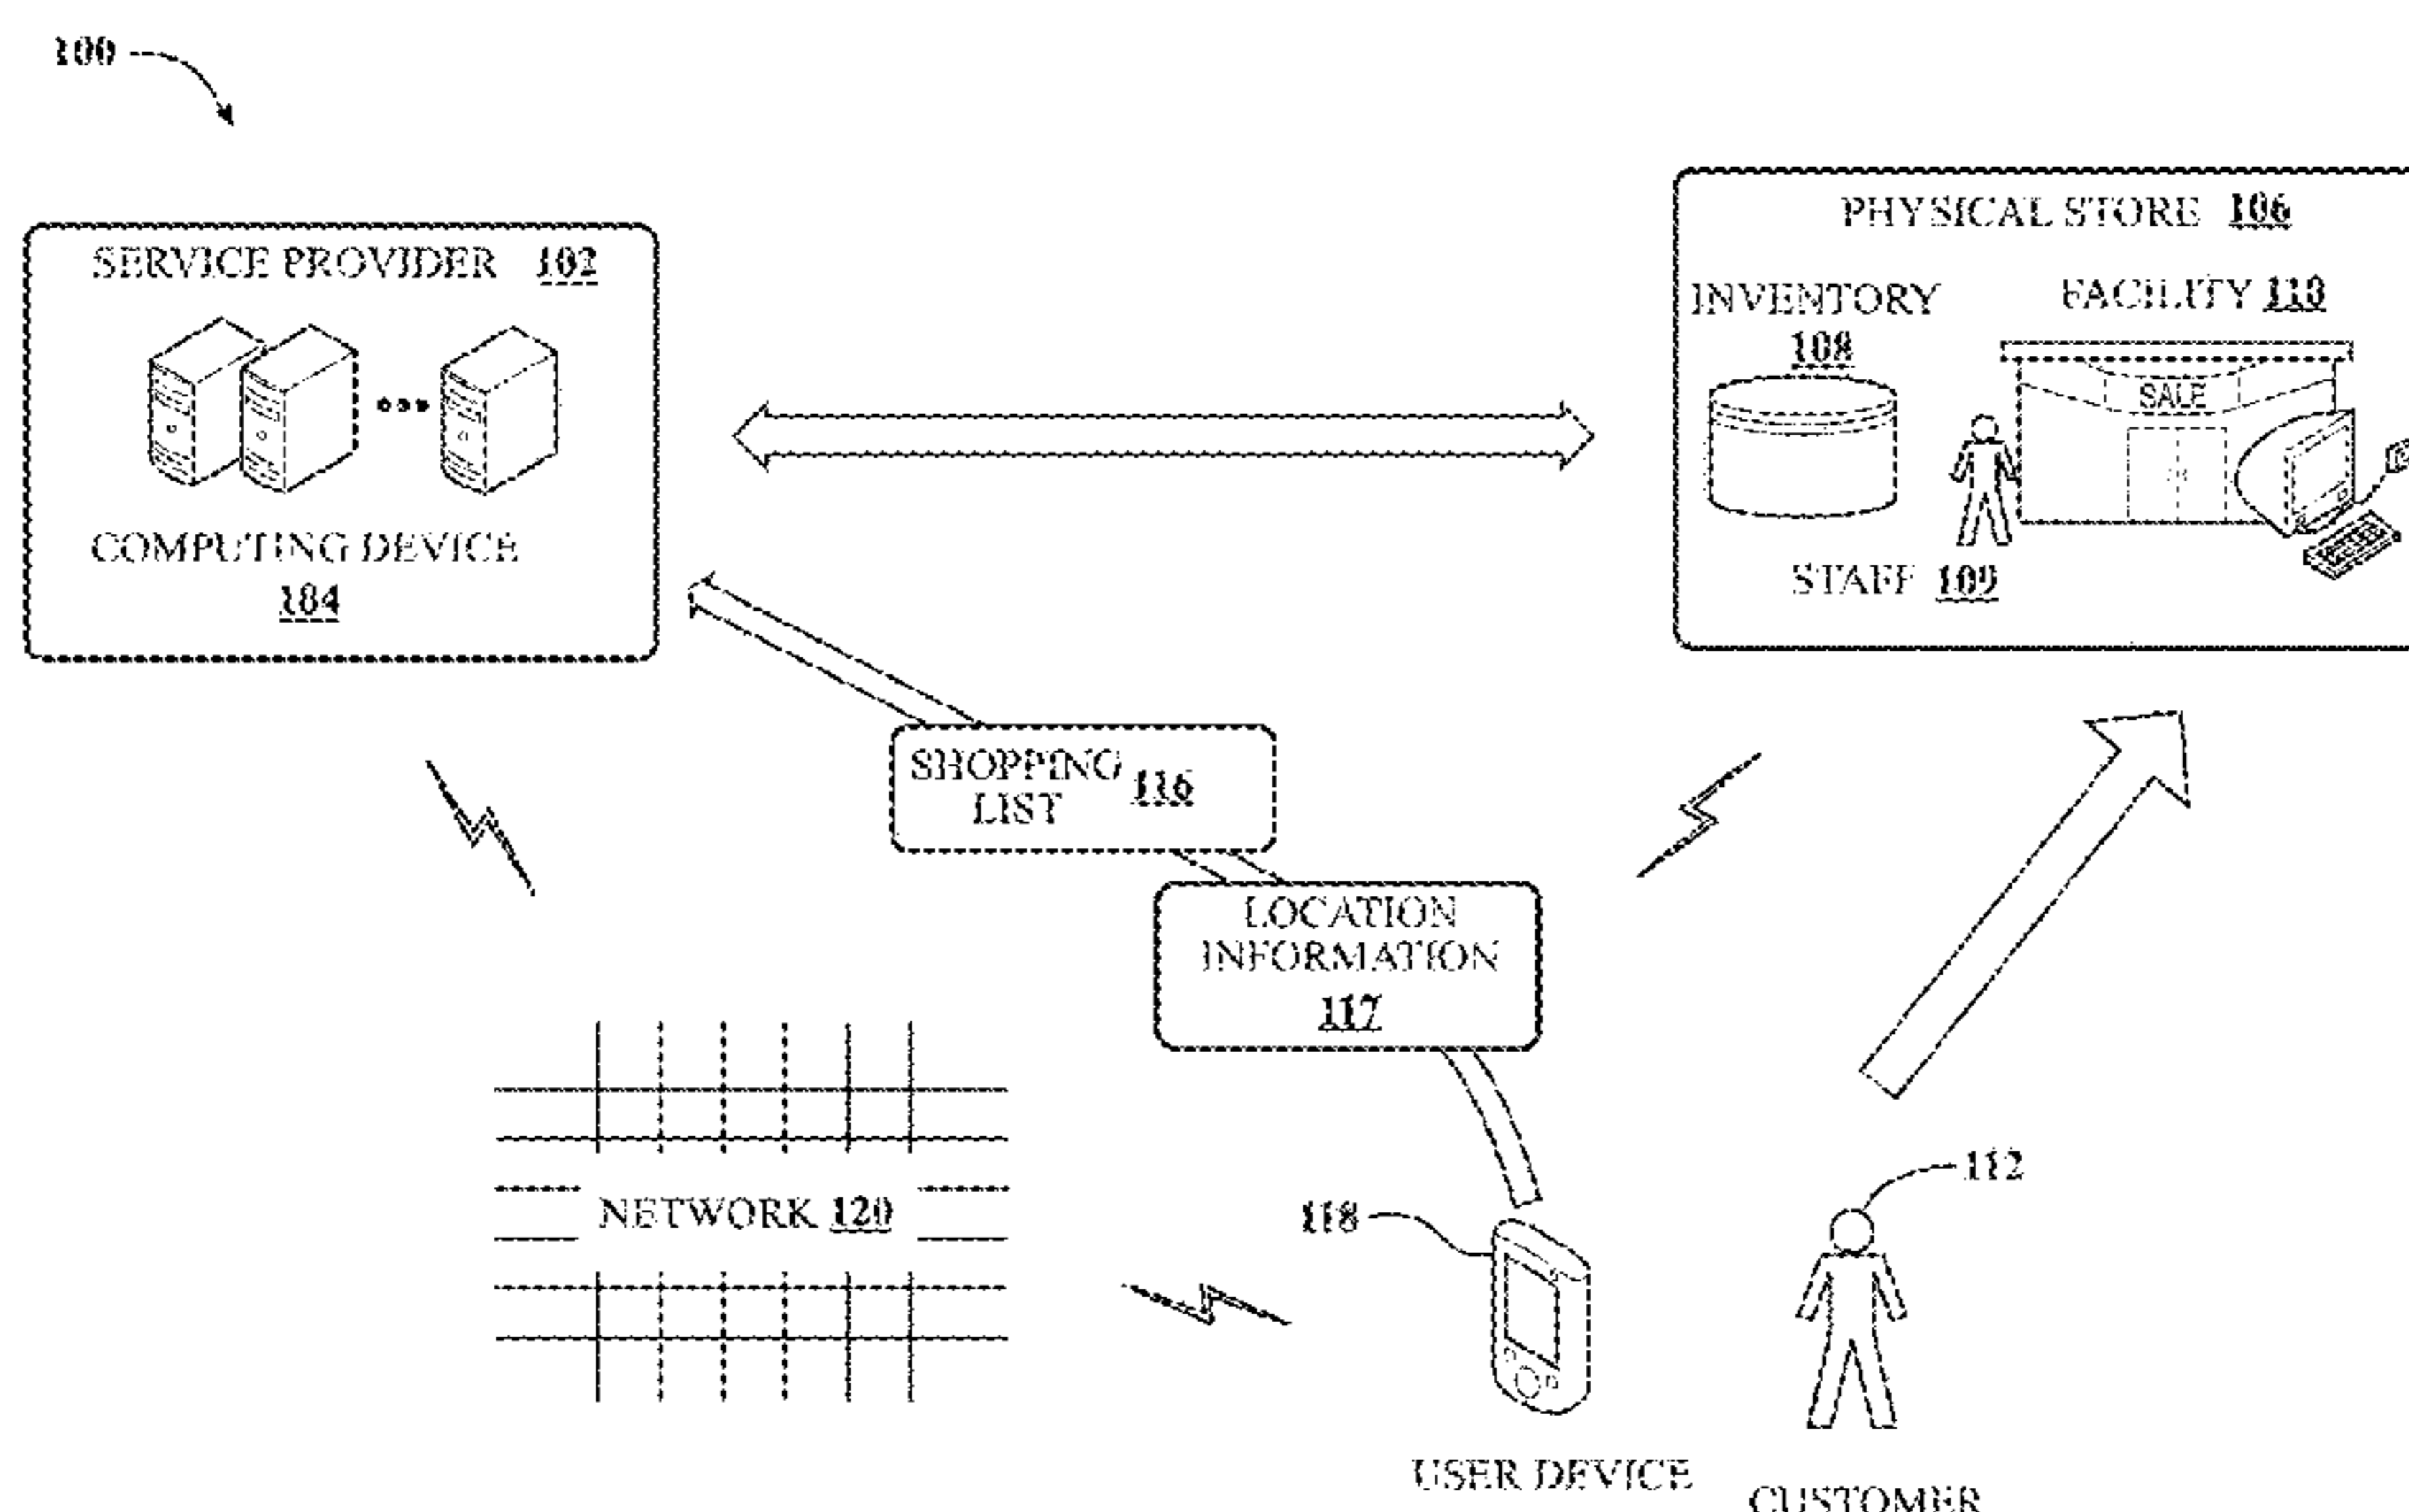 100
SERVICE PROVIDER 102
COMPUTING DEVICE
104
PHYSICAL STORE 106
INVENTORY
108
FACILITY 110
SALE
STAFF 109
SHOPPING
LIST
116
LOCATION
INFORMATION
117
NETWORK 120
118
112
USER DEVICE
CUSTOMER